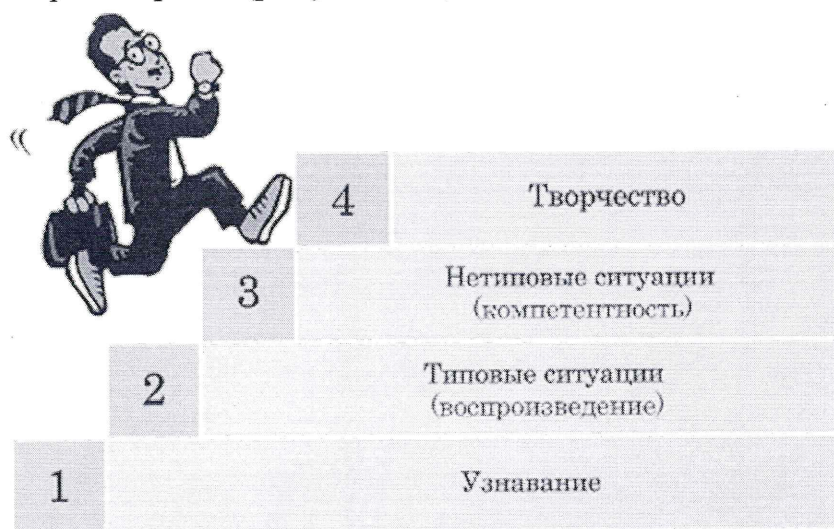 «
4 Творчество
3 Нетиповые ситуации
(компетентность)
2 Типовые ситуации
(воспроизведение)
1 Узнавание